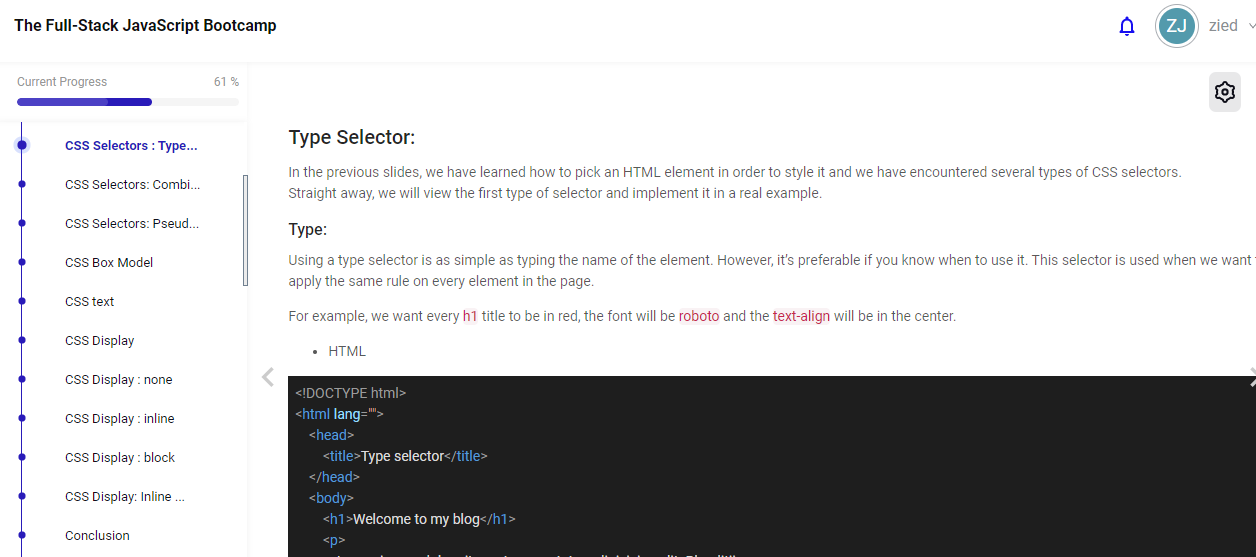 The Full-Stack JavaScript Bootcamp
ZJ
zied
Current Progress
61 %
CSS Selectors : Type...
CSS Selectors: Combi...
CSS Selectors: Pseud...
CSS Box Model
CSS text
CSS Display
CSS Display : none
CSS Display : inline
CSS Display : block
CSS Display: Inline ...
Conclusion
Type Selector:
In the previous slides, we have learned how to pick an HTML element in order to style it and we have encountered several types of CSS selectors.
Straight away, we will view the first type of selector and implement it in a real example.
Type:
Using a type selector is as simple as typing the name of the element. However, it’s preferable if you know when to use it. This selector is used when we want
apply the same rule on every element in the page.
For example, we want every h1 title to be in red, the font will be roboto and the text-align will be in the center.
• HTML
<!DOCTYPE html>
<html lang="">
<head>
<title>Type selector</title>
</head>
<body>
<h1>Welcome to my blog</h1>
<p>